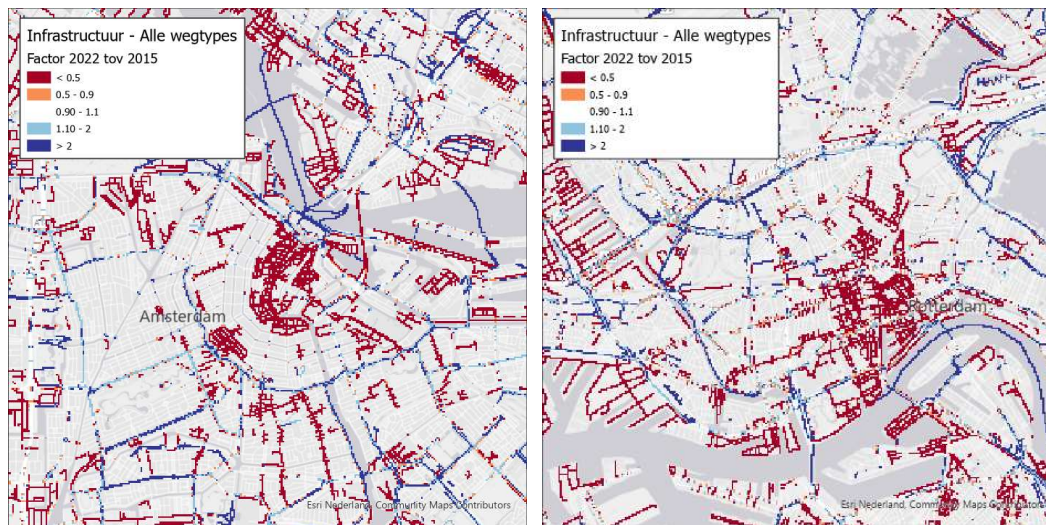 Infrastructuur - Alle wegtypes
Factor 2022 tov 2015
< 0.5
0.5 - 0.9
0.90 - 1.1
1.10 - 2
> 2
Amsterdam
Esri Nederland, Community Maps Contributors
Infrastructuur - Alle wegtypes
Factor 2022 tov 2015
< 0.5
0.5 - 0.9
0.90 - 1.1
1.10 - 2
> 2
Rotterdam
Esri Nederland, Community Maps Contributors